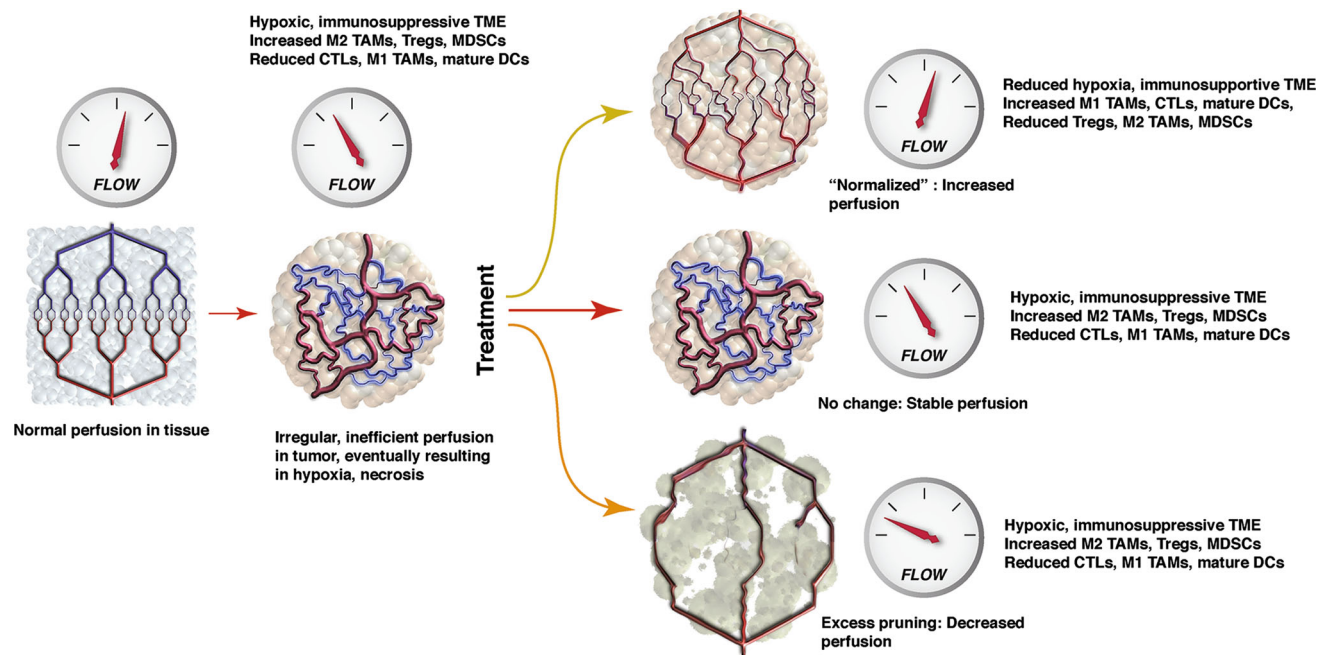 Hypoxic, immunosuppressive TME
Increased M2 TAMs, Tregs, MDSCs
Reduced CTLs, M1 TAMs, mature DCs
FLOW
FLOW
Normal perfusion in tissue
Irregular, inefficient perfusion
in tumor, eventually resulting
in hypoxia, necrosis
Treatment
FLOW
Reduced hypoxia, immunosupportive TME
Increased M1 TAMs, CTLs, mature DCs,
Reduced Tregs, M2 TAMs, MDSCs
“Normalized” : Increased
perfusion
FLOW
Hypoxic, immunosuppressive TME
Increased M2 TAMs, Tregs, MDSCs
Reduced CTLs, M1 TAMs, mature DCs
No change: Stable perfusion
FLOW
Hypoxic, immunosuppressive TME
Increased M2 TAMs, Tregs, MDSCs
Reduced CTLs, M1 TAMs, mature DCs
Excess pruning: Decreased
perfusion